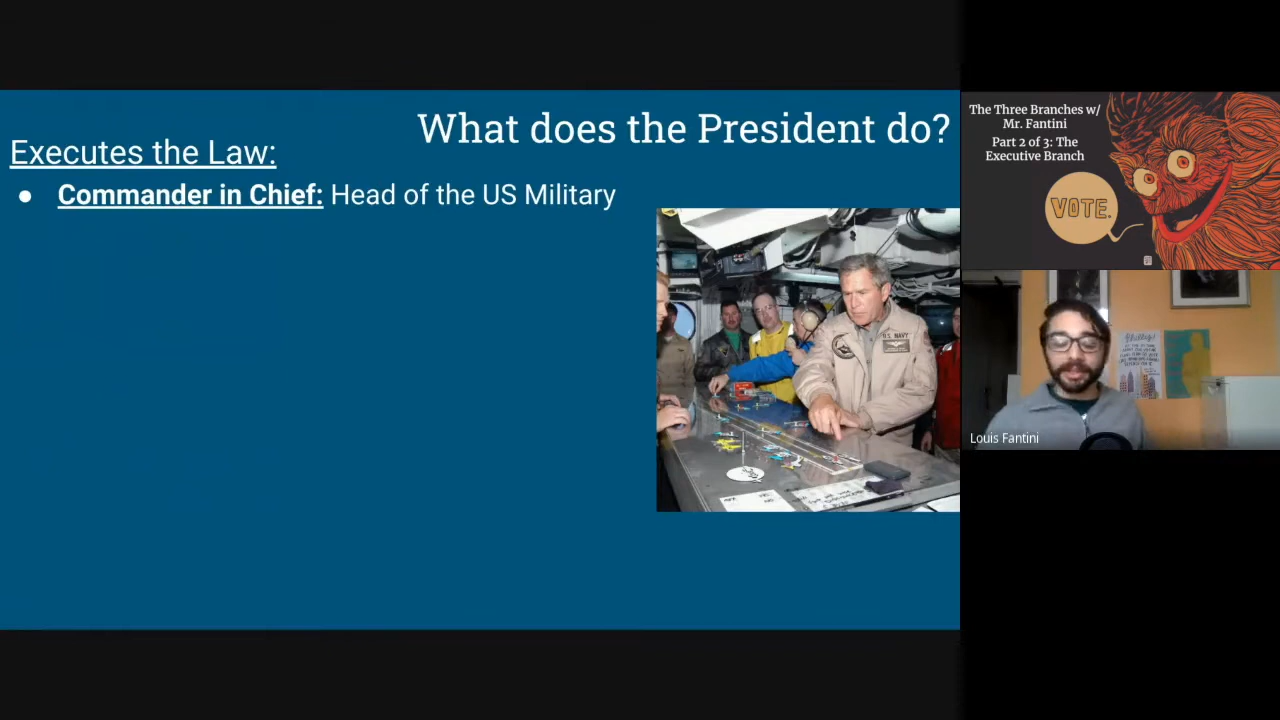 What does the President do?
Executes the Law:
● Commander in Chief: Head of the US Military
U.S. NAVY
The Three Branches w/
Mr. Fantini
Part 2 of 3: The
Executive Branch
VOTE.
Louis Fantini